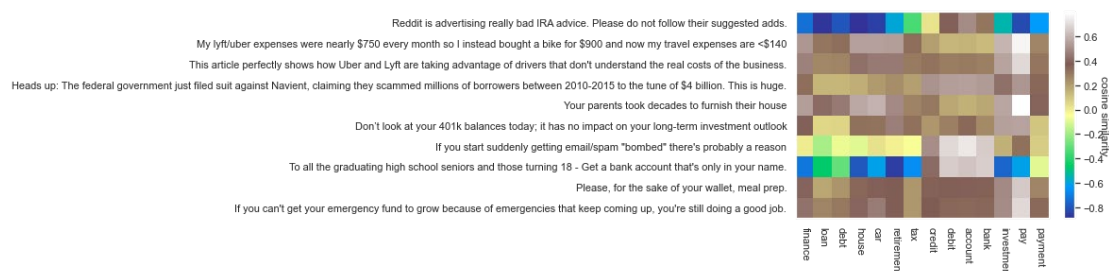 Reddit is advertising really bad IRA advice. Please do not follow their suggested adds.
My lyft/uber expenses were nearly $750 every month so I instead bought a bike for $900 and now my travel expenses are <$140
This article perfectly shows how Uber and Lyft are taking advantage of drivers that don't understand the real costs of the business.
Heads up: The federal government just filed suit against Navient, claiming they scammed millions of borrowers between 2010-2015 to the tune of $4 billion. This is huge.
Your parents took decades to furnish their house
Don't look at your 401k balances today; it has no impact on your long-term investment outlook
If you start suddenly getting email/spam "bombed" there's probably a reason
To all the graduating high school seniors and those turning 18 - Get a bank account that's only in your name.
Please, for the sake of your wallet, meal prep.
If you can't get your emergency fund to grow because of emergencies that keep coming up, you're still doing a good job.
finance
loan
debt
house
car
retiremen
tax
credit
debit
account
bank
investmen
pay
payment
0.6
0.4
0.2
0.0
−0.2
−0.4
−0.6
−0.8
cosine similarity